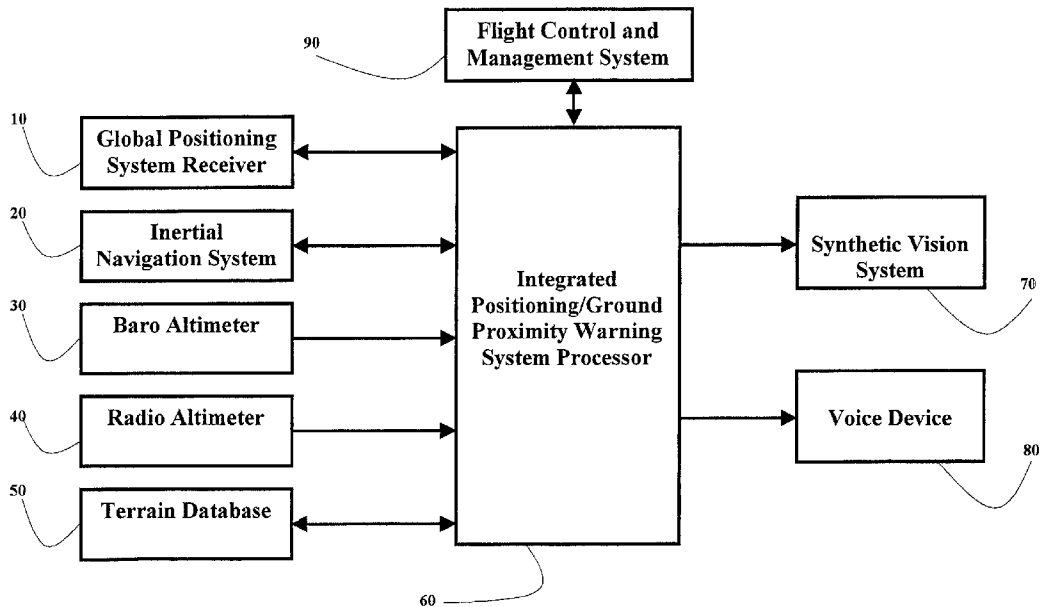 90
Flight Control and
Management System
10
Global Positioning
System Receiver
20
Inertial
Navigation System
30
Baro Altimeter
40
Radio Altimeter
50
Terrain Database
Integrated
Positioning/Ground
Proximity Warning
System Processor
60
Synthetic Vision
System
70
Voice Device
80